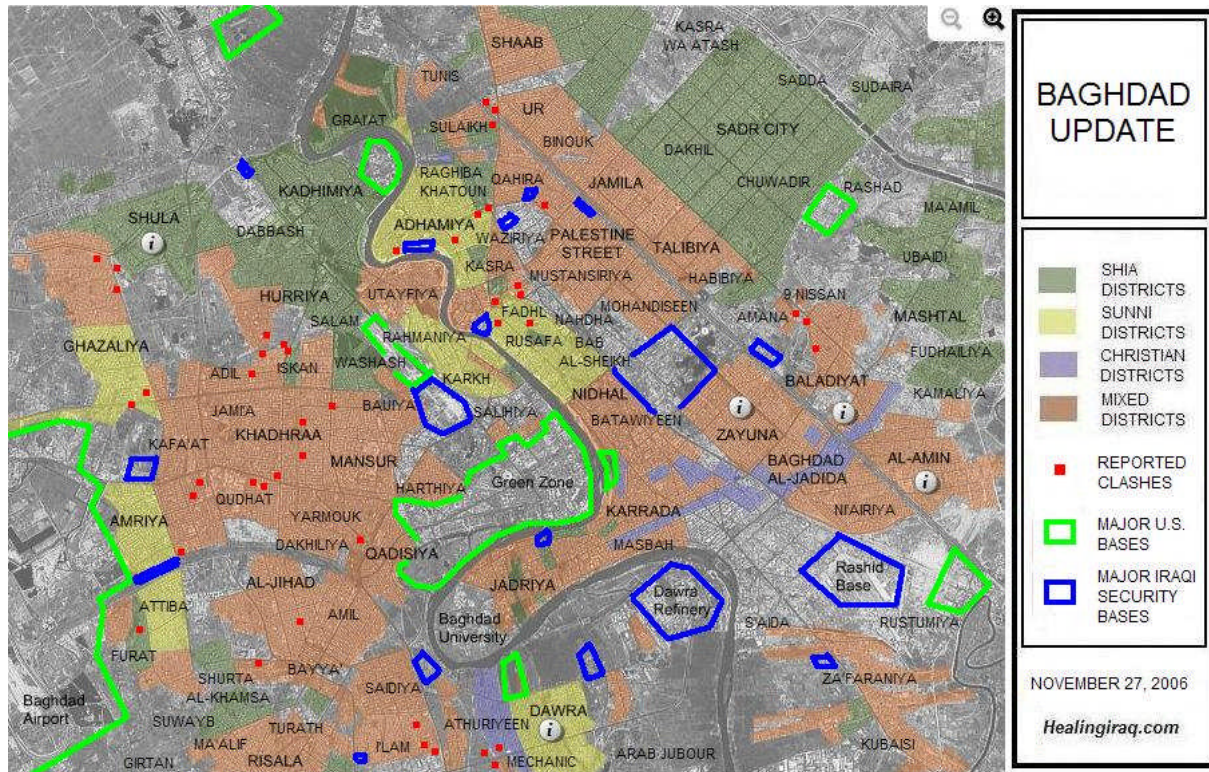 KASRA
WA ATASH
SHAAB
TUNIS
SADDA
SUDAIRA
UR
GRAI'AT
SULAIKH
BINOUK
SADR CITY
DAKHIL
RAGHIBA
KHATOUN
QAHIRA
JAMILA
CHUWADIR
RASHAD
KADHIMIYA
MA'AMIL
SHULA
DABBASH
ADHAMIYA
WAZIRIYA
PALESTINE
STREET
TALIBIYA
UBAIDI
KASRA
MUSTANSIRIYA
HABIBIYA
HURRIYA
UTAYFIYA
MOHANDISEEN
9 NISSAN
AMANA
MASHTAL
SALAM
FADHL
NAHDHA
GHAZALIYA
WASHASH
RAHMANIYA
RUSAFA
BAB
AL-SHEIKH
FUDHAILIYA
ADIL
ISKAN
KARKH
NIDHAL
BALADIYAT
KAMALIYA
JAMI'A
BAUIYA
SALIHIYA
BATAWIYEEN
KHADHRAA
ZAYUNA
KAFA'AT
MANSUR
BAGHDAD
AL-JADIDA
AL-AMIN
QUDHAT
HARTHIYA
Green Zone
AMRIYA
YARMOUK
KARRADA
NI'AIRIYA
DAKHILIYA
QADISIYA
MASBAH
AL-JIHAD
JADRIYA
Rashid
Base
ATTIBA
AMIL
Baghdad
University
Dawra
Refinery
S'AIDA
RUSTUMIYA
FURAT
BAYYA'
SHURTA
AL-KHAMSA
SAIDIYA
ZA'FARANIYA
Baghdad
Airport
SUWAYB
TURATH
ATHURIYEEN
DAWRA
MA'ALIF
I'LAM
KUBAISI
GIRTAN
RISALA
MECHANIC
ARAB JUBOUR
BAGHDAD
UPDATE
SHIA
DISTRICTS
SUNNI
DISTRICTS
CHRISTIAN
DISTRICTS
MIXED
DISTRICTS
REPORTED
CLASHES
MAJOR U.S.
BASES
MAJOR IRAQI
SECURITY
BASES
NOVEMBER 27, 2006
Healingiraq.com